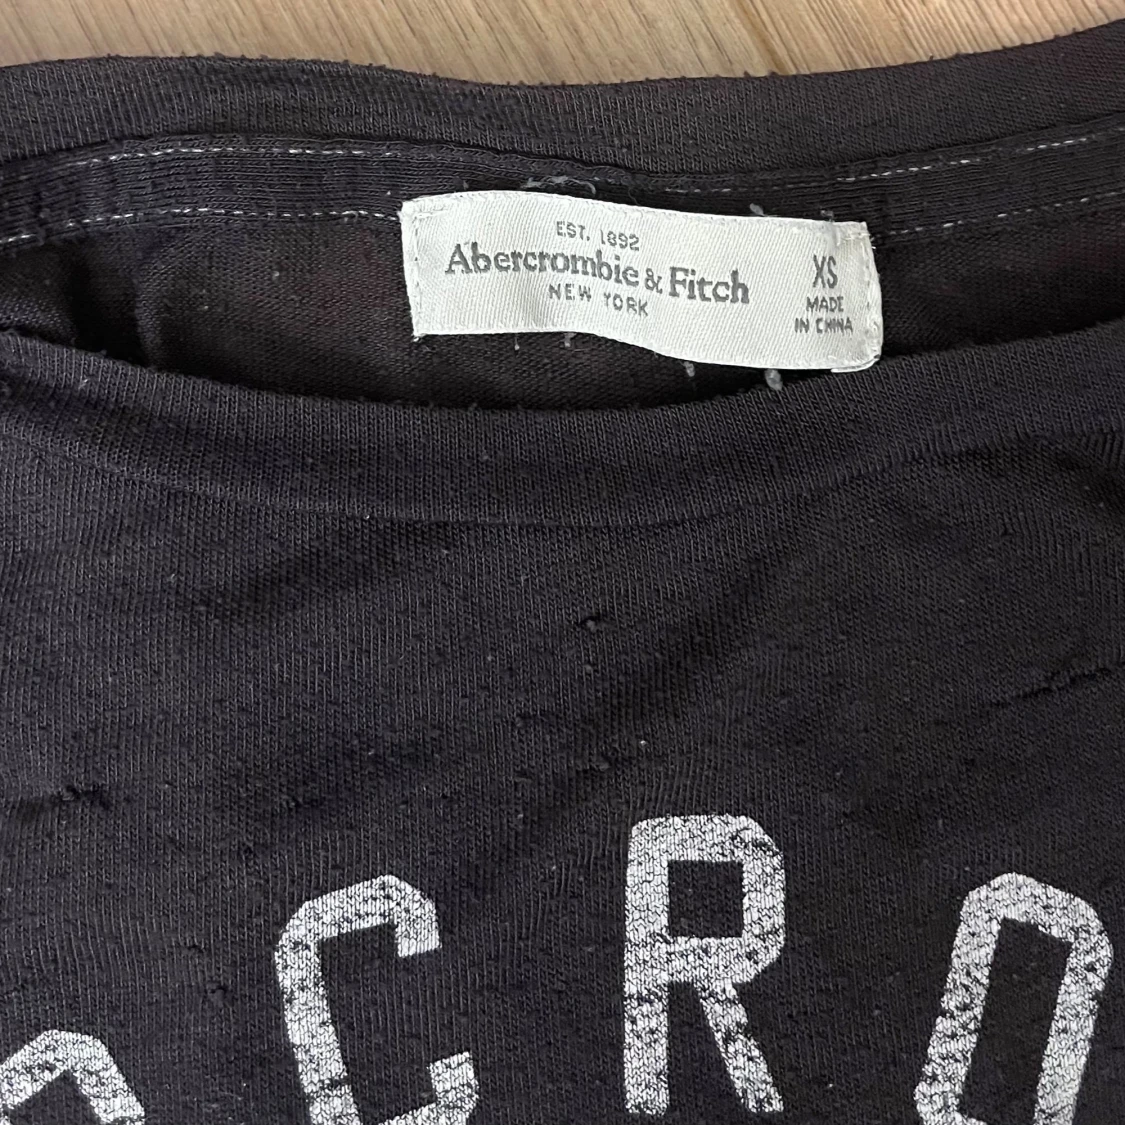 EST. 1892
Abercrombie & Fitch
NEW YORK
XS
MADE
IN CHINA
CRO